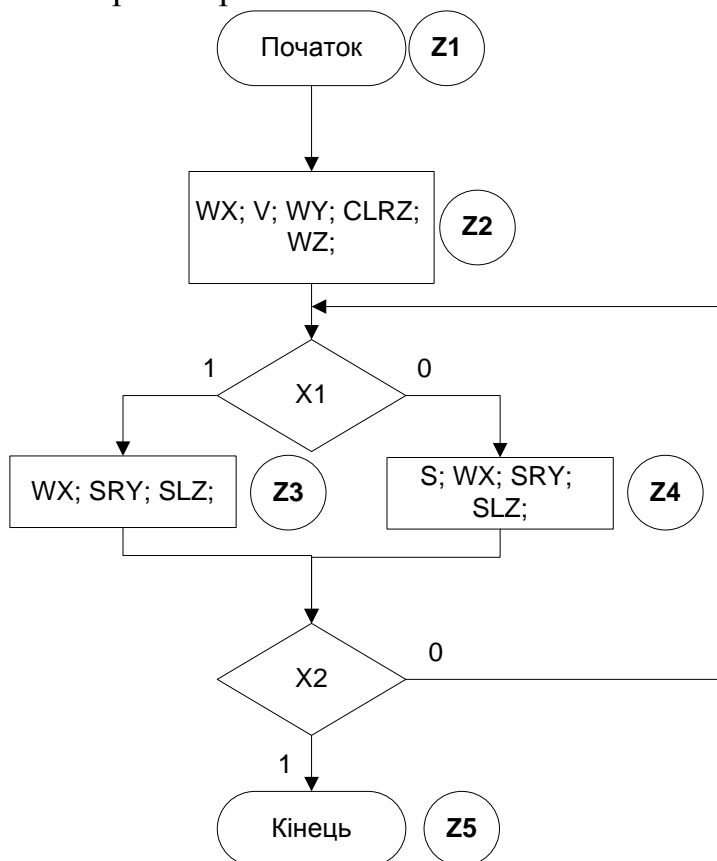 Початок
Z1
WX; V; WY; CLRZ;
WZ;
Z2
1
0
X1
WX; SRY; SLZ;
Z3
S; WX; SRY;
SLZ;
Z4
X2
0
1
Кінець
Z5